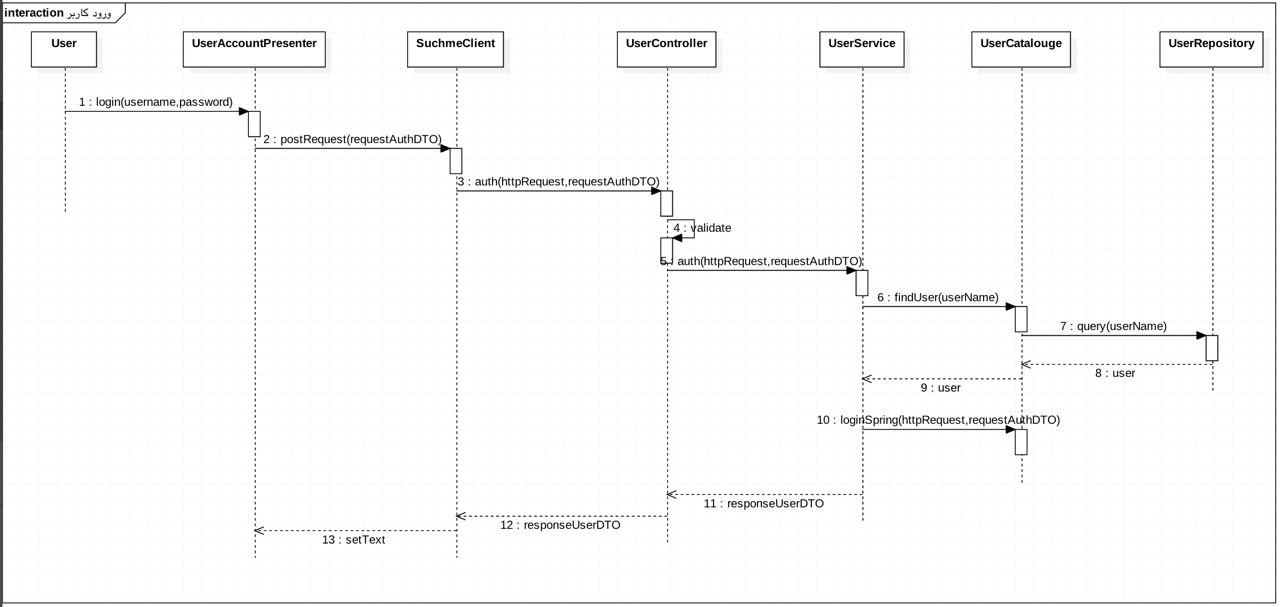 interaction ورود کاربر
User
UserAccountPresenter
SuchmeClient
UserController
UserService
UserCatalouge
UserRepository
1 : login(username,password)
2 : postRequest(requestAuthDTO)
3 : auth(httpRequest,requestAuthDTO)
4 : validate
5 : auth(httpRequest,requestAuthDTO)
6 : findUser(userName)
7 : query(userName)
8 : user
9 : user
10 : loginSpring(httpRequest,requestAuthDTO)
11 : responseUserDTO
12 : responseUserDTO
13 : setText